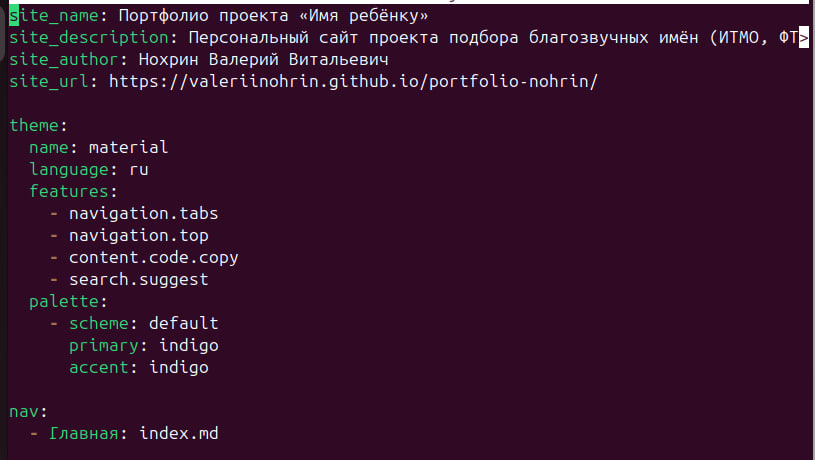 site_name: Портфолио проекта «Имя ребёнку»
site_description: Персональный сайт проекта подбора благозвучных имён (ИТМО, ФТ>
site_author: Нохрин Валерий Витальевич
site_url: https://valeriinohrin.github.io/portfolio-nohrin/
theme:
  name: material
  language: ru
  features:
    - navigation.tabs
    - navigation.top
    - content.code.copy
    - search.suggest
  palette:
    - scheme: default
      primary: indigo
      accent: indigo
nav:
  - Главная: index.md